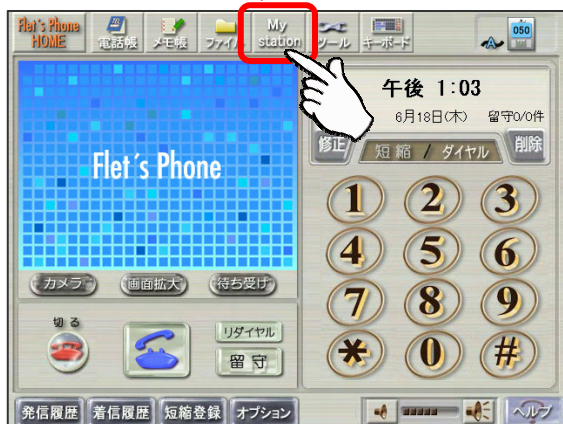 Flet's Phone
HOME
電話帳
メモ帳
ファイル
My
station
ツール
キーボード
050
午後 1:03
6月18日(木) 留守0/0件
修正
短縮 / ダイヤル
削除
Flet's Phone
1 2 3
4 5 6
7 8 9
* 0 #
カメラ
画面拡大
待ち受け
切る
リダイヤル
留守
発信履歴
着信履歴
短縮登録
オプション
ヘルプ